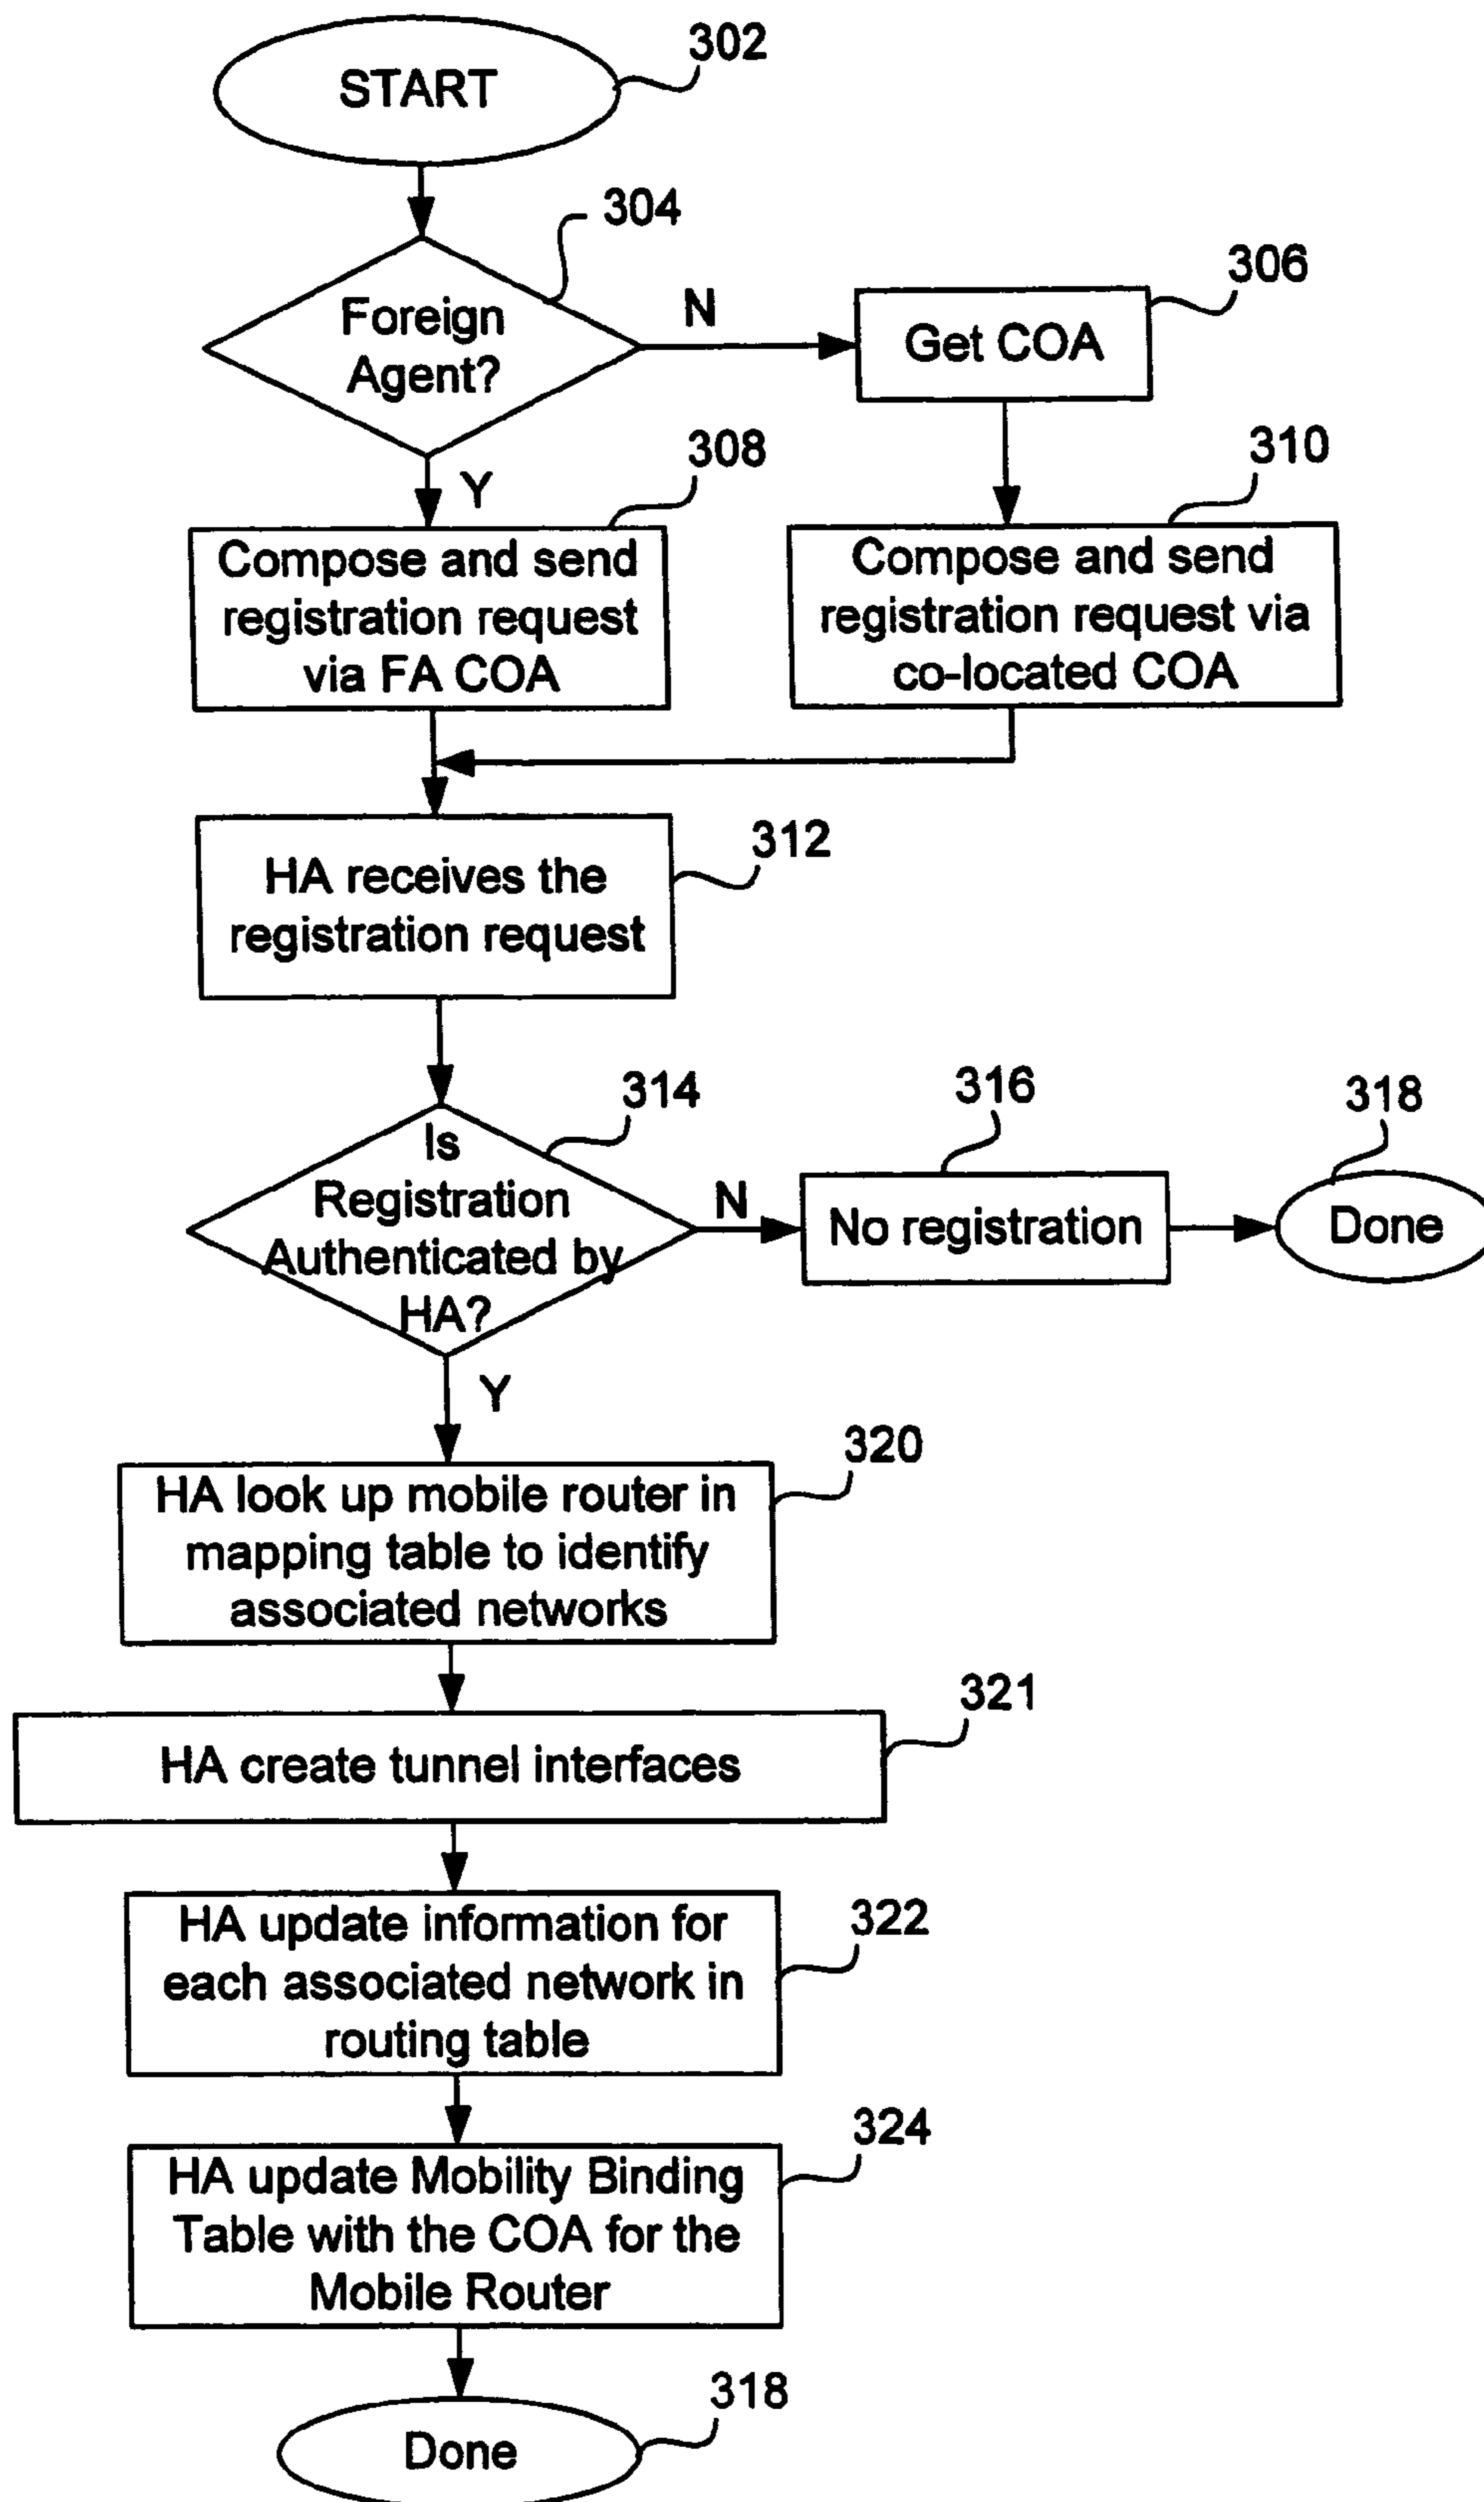 302
START
304
Foreign
Agent?
N
306
Get COA
Y
308
Compose and send
registration request
via FA COA
310
Compose and send
registration request via
co-located COA
312
HA receives the
registration request
314
Is
Registration
Authenticated by
HA?
N
316
No registration
318
Done
Y
320
HA look up mobile router in
mapping table to identify
associated networks
321
HA create tunnel interfaces
322
HA update information for
each associated network in
routing table
324
HA update Mobility Binding
Table with the COA for the
Mobile Router
318
Done